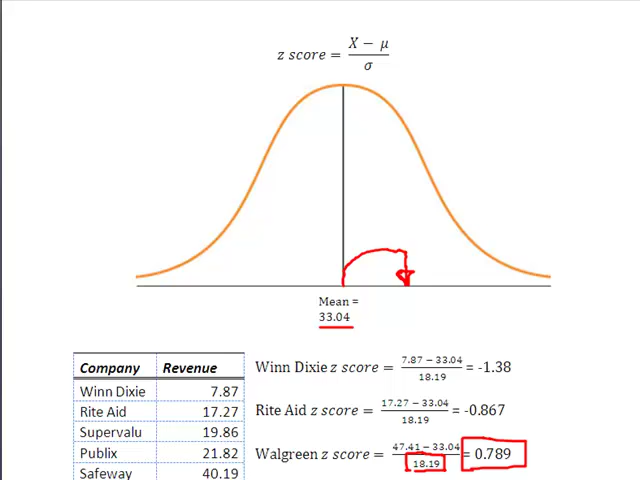 z score = X − μ / σ
Mean =
33.04
Company Revenue
Winn Dixie 7.87
Rite Aid 17.27
Supervalu 19.86
Publix 21.82
Safeway 40.19
Winn Dixie z score = 7.87 − 33.04 / 18.19 = -1.38
Rite Aid z score = 17.27 − 33.04 / 18.19 = -0.867
Walgreen z score = 47.41 − 33.04 / 18.19 = 0.789